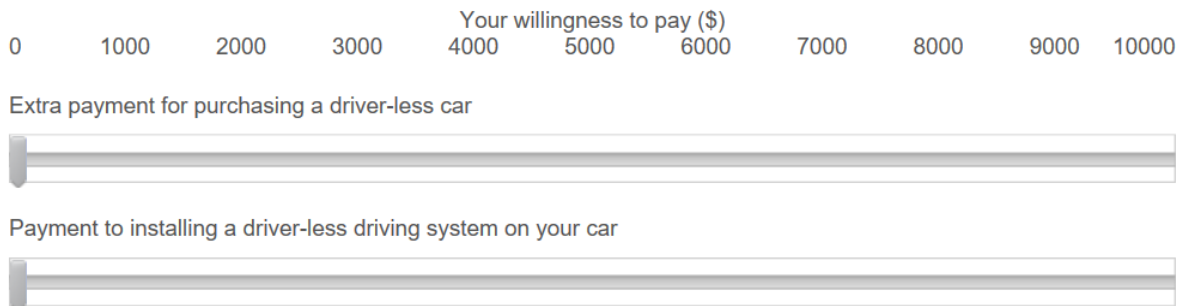 Your willingness to pay ($)
0 1000 2000 3000 4000 5000 6000 7000 8000 9000 10000
Extra payment for purchasing a driver-less car
Payment to installing a driver-less driving system on your car